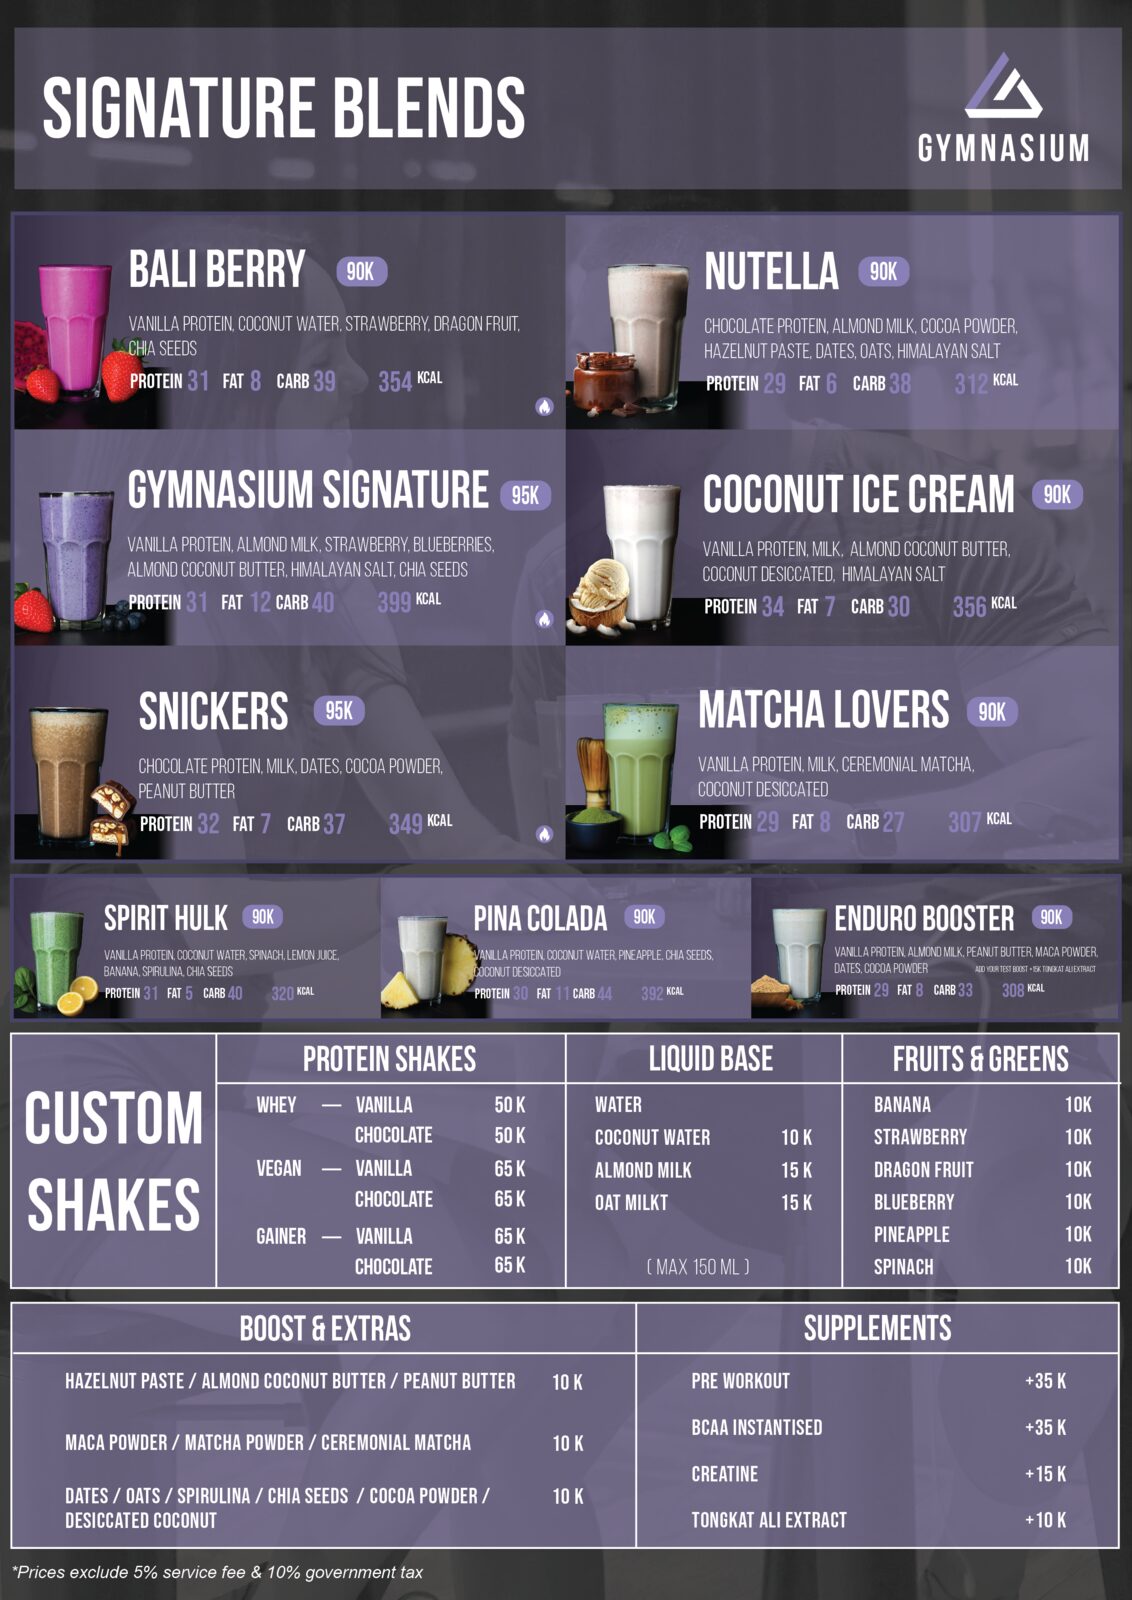 SIGNATURE BLENDS
GYMNASIUM
BALI BERRY 90K
VANILLA PROTEIN, COCONUT WATER, STRAWBERRY, DRAGON FRUIT,
CHIA SEEDS
PROTEIN 31 FAT 8 CARB 39 354 KCAL
NUTELLA 90K
CHOCOLATE PROTEIN, ALMOND MILK, COCOA POWDER,
HAZELNUT PASTE, DATES, OATS, HIMALAYAN SALT
PROTEIN 29 FAT 6 CARB 38 312 KCAL
GYMNASIUM SIGNATURE 95K
VANILLA PROTEIN, ALMOND MILK, STRAWBERRY, BLUEBERRIES,
ALMOND COCONUT BUTTER, HIMALAYAN SALT, CHIA SEEDS
PROTEIN 31 FAT 12 CARB 40 399 KCAL
COCONUT ICE CREAM 90K
VANILLA PROTEIN, MILK, ALMOND COCONUT BUTTER,
COCONUT DESICCATED, HIMALAYAN SALT
PROTEIN 34 FAT 7 CARB 30 356 KCAL
SNICKERS 95K
CHOCOLATE PROTEIN, MILK, DATES, COCOA POWDER,
PEANUT BUTTER
PROTEIN 32 FAT 7 CARB 37 349 KCAL
MATCHA LOVERS 90K
VANILLA PROTEIN, MILK, CEREMONIAL MATCHA,
COCONUT DESICCATED
PROTEIN 29 FAT 8 CARB 27 307 KCAL
SPIRIT HULK 90K
VANILLA PROTEIN, COCONUT WATER, SPINACH, LEMON JUICE,
BANANA, SPIRULINA, CHIA SEEDS
PROTEIN 31 FAT 5 CARB 40 320 KCAL
PINA COLADA 90K
VANILLA PROTEIN, COCONUT WATER, PINEAPPLE, CHIA SEEDS,
COCONUT DESICCATED
PROTEIN 30 FAT 11 CARB 44 392 KCAL
ENDURO BOOSTER 90K
VANILLA PROTEIN, ALMOND MILK, PEANUT BUTTER, MACA POWDER,
DATES, COCOA POWDER ADD YOUR TEST BOOST +15K TONGKAT ALI EXTRACT
PROTEIN 29 FAT 8 CARB 33 308 KCAL
CUSTOM
SHAKES
PROTEIN SHAKES
WHEY — VANILLA 50 K
CHOCOLATE 50 K
VEGAN — VANILLA 65 K
CHOCOLATE 65 K
GAINER — VANILLA 65 K
CHOCOLATE 65 K
LIQUID BASE
WATER
COCONUT WATER 10 K
ALMOND MILK 15 K
OAT MILKT 15 K
( MAX 150 ML )
FRUITS & GREENS
BANANA 10K
STRAWBERRY 10K
DRAGON FRUIT 10K
BLUEBERRY 10K
PINEAPPLE 10K
SPINACH 10K
BOOST & EXTRAS
HAZELNUT PASTE / ALMOND COCONUT BUTTER / PEANUT BUTTER 10 K
MACA POWDER / MATCHA POWDER / CEREMONIAL MATCHA 10 K
DATES / OATS / SPIRULINA / CHIA SEEDS / COCOA POWDER / 10 K
DESICCATED COCONUT
SUPPLEMENTS
PRE WORKOUT +35 K
BCAA INSTANTISED +35 K
CREATINE +15 K
TONGKAT ALI EXTRACT +10 K
*Prices exclude 5% service fee & 10% government tax